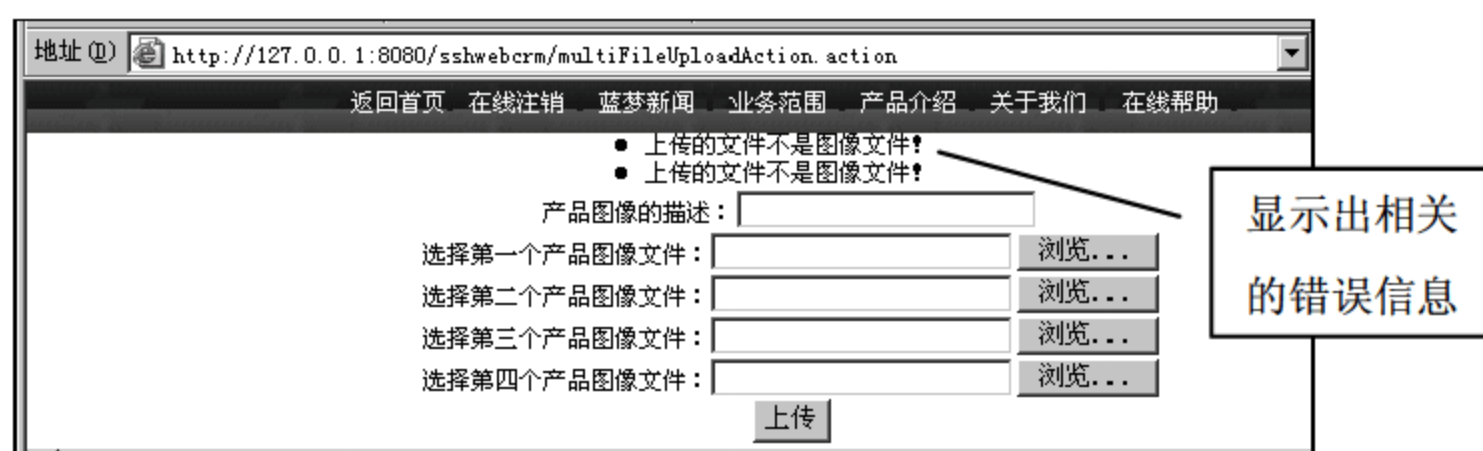 地址(D) http://127.0.0.1:8080/sshwebcrm/multiFileUploadAction.action
返回首页 在线注销 蓝梦新闻 业务范围 产品介绍 关于我们 在线帮助
● 上传的文件不是图像文件!
● 上传的文件不是图像文件!
产品图像的描述:
选择第一个产品图像文件: 浏览...
选择第二个产品图像文件: 浏览...
选择第三个产品图像文件: 浏览...
选择第四个产品图像文件: 浏览...
上传
显示出相关
的错误信息